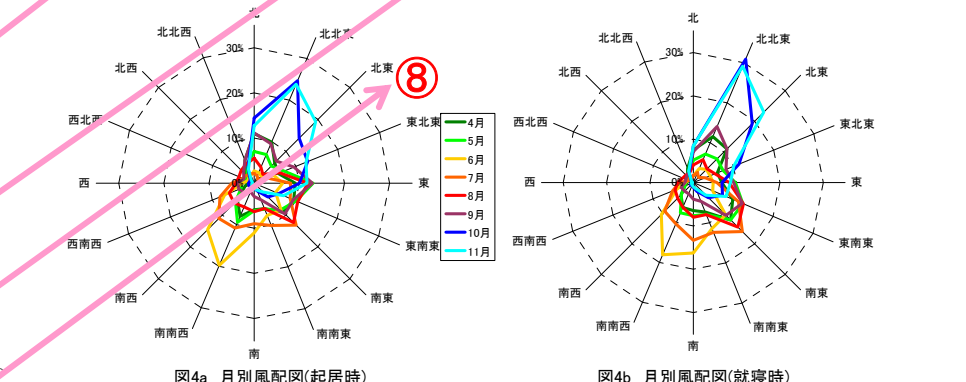 北
北北東
北東
東北東
東
東南東
南東
南南東
南
南南西
南西
西南西
西
西北西
北西
北北西
30%
20%
10%
0%
⑧
4月
5月
6月
7月
8月
9月
10月
11月
図4a 月別風配図(起居時)
北
北北東
北東
東北東
東
東南東
南東
南南東
南
南南西
南西
西南西
西
西北西
北西
北北西
30%
20%
10%
0%
図4b 月別風配図(就寝時)